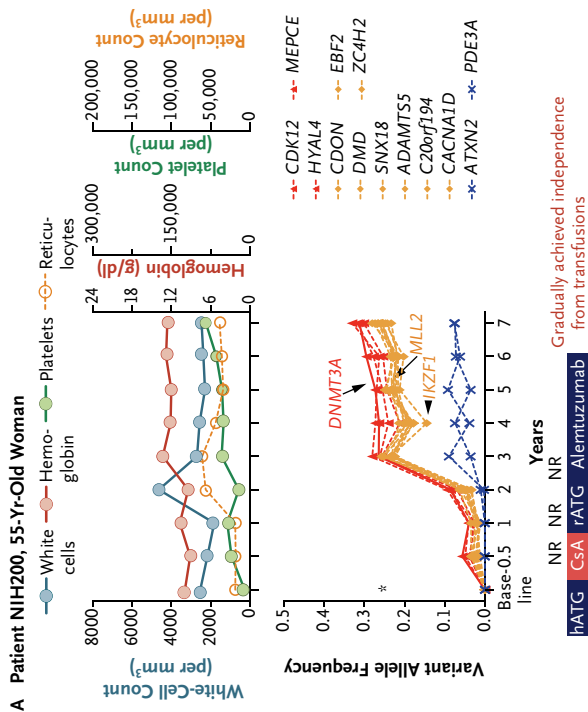 A Patient NIH200, 55-Yr-Old Woman
White cells
Hemo-globin
Platelets
Reticu-locytes
White-Cell Count (per mm³)
8000
6000
4000
2000
0
Hemoglobin (g/dl)
24
18
12
6
0
Platelet Count (per mm³)
300,000
150,000
0
Reticulocyte Count (per mm³)
200,000
150,000
100,000
50,000
0
Variant Allele Frequency
0.5
0.4
0.3
0.2
0.1
0.0
*
DNMT3A
MLL2
IKZF1
Base-line
0.5
1
2
3
4
5
6
7
Years
CDK12
MEPCE
HYAL4
CDON
EBF2
DMD
ZC4H2
SNX18
ADAMTS5
C20orf194
CACNA1D
ATXN2
PDE3A
NR
NR
NR
hATG
CsA
rATG
Alemtuzumab
Gradually achieved independence
from transfusions